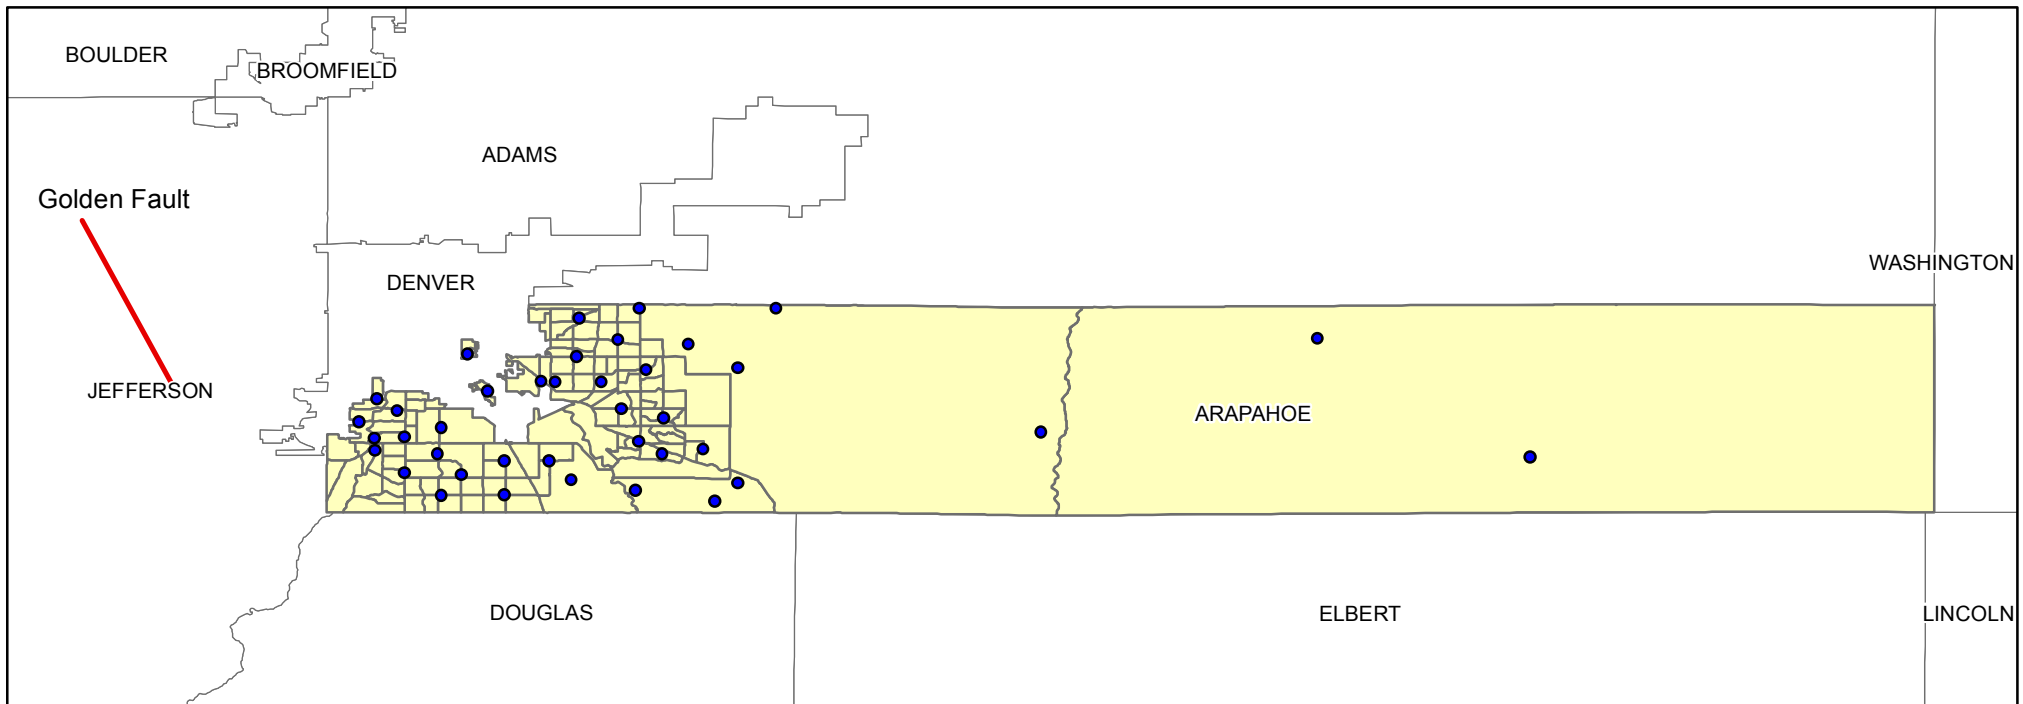 BOULDER
BROOMFIELD
ADAMS
Golden Fault
WASHINGTON
DENVER
JEFFERSON
ARAPAHOE
DOUGLAS
ELBERT
LINCOLN